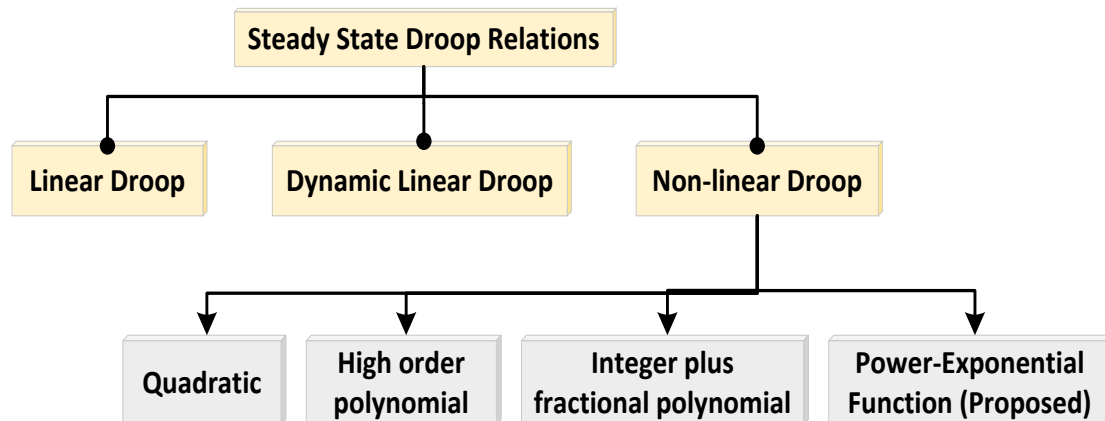 Steady State Droop Relations
Linear Droop
Dynamic Linear Droop
Non-linear Droop
Quadratic
High order
polynomial
Integer plus
fractional polynomial
Power-Exponential
Function (Proposed)